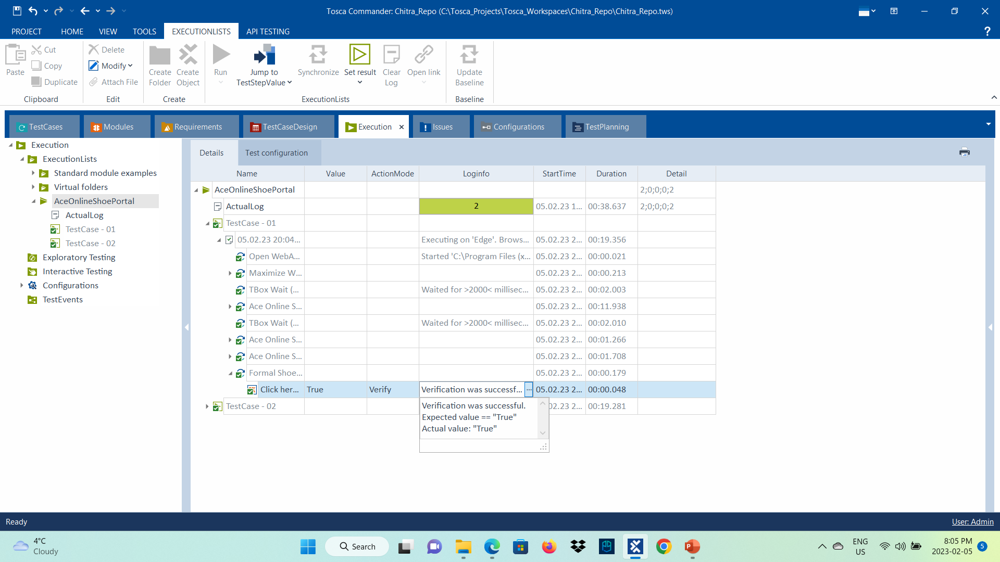 Tosca Commander: Chitra_Repo (C:\Tosca_Projects\Tosca_Workspaces\Chitra_Repo\Chitra_Repo.tws)
PROJECT HOME VIEW TOOLS EXECUTIONLISTS API TESTING ?
Paste
Cut
Copy
Duplicate
Clipboard
Delete
Modify
Attach File
Edit
Create Folder
Create Object
Create
Run
Jump to TestStepValue
Synchronize
Set result
Clear Log
Open link
ExecutionLists
Update Baseline
Baseline
TestCases Modules Requirements TestCaseDesign Execution × Issues Configurations TestPlanning
Execution
ExecutionLists
Standard module examples
Virtual folders
AceOnlineShoePortal
ActualLog
TestCase - 01
TestCase - 02
Exploratory Testing
Interactive Testing
Configurations
TestEvents
Details Test configuration
Name Value ActionMode Loginfo StartTime Duration Detail
AceOnlineShoePortal 2;0;0;0;2
ActualLog 2 05.02.23 1... 00:38.637 2;0;0;0;2
TestCase - 01
05.02.23 20:04... Executing on 'Edge'. Brows... 05.02.23 2... 00:19.356
Open WebA... Started 'C:\Program Files (x... 05.02.23 2... 00:00.021
Maximize W... 05.02.23 2... 00:00.213
TBox Wait (... Waited for >2000< millisec... 05.02.23 2... 00:02.003
Ace Online S... 05.02.23 2... 00:11.938
TBox Wait (... Waited for >2000< millisec... 05.02.23 2... 00:02.010
Ace Online S... 05.02.23 2... 00:01.266
Ace Online S... 05.02.23 2... 00:01.708
Formal Shoe... 05.02.23 2... 00:00.179
Click her... True Verify Verification was successf... ... 05.02.23 2... 00:00.048
TestCase - 02 02.23 2... 00:19.281
Verification was successful.
Expected value == "True"
Actual value: "True"
Ready User: Admin
4°C
Cloudy
Search
ENG
US
8:05 PM
2023-02-05
5